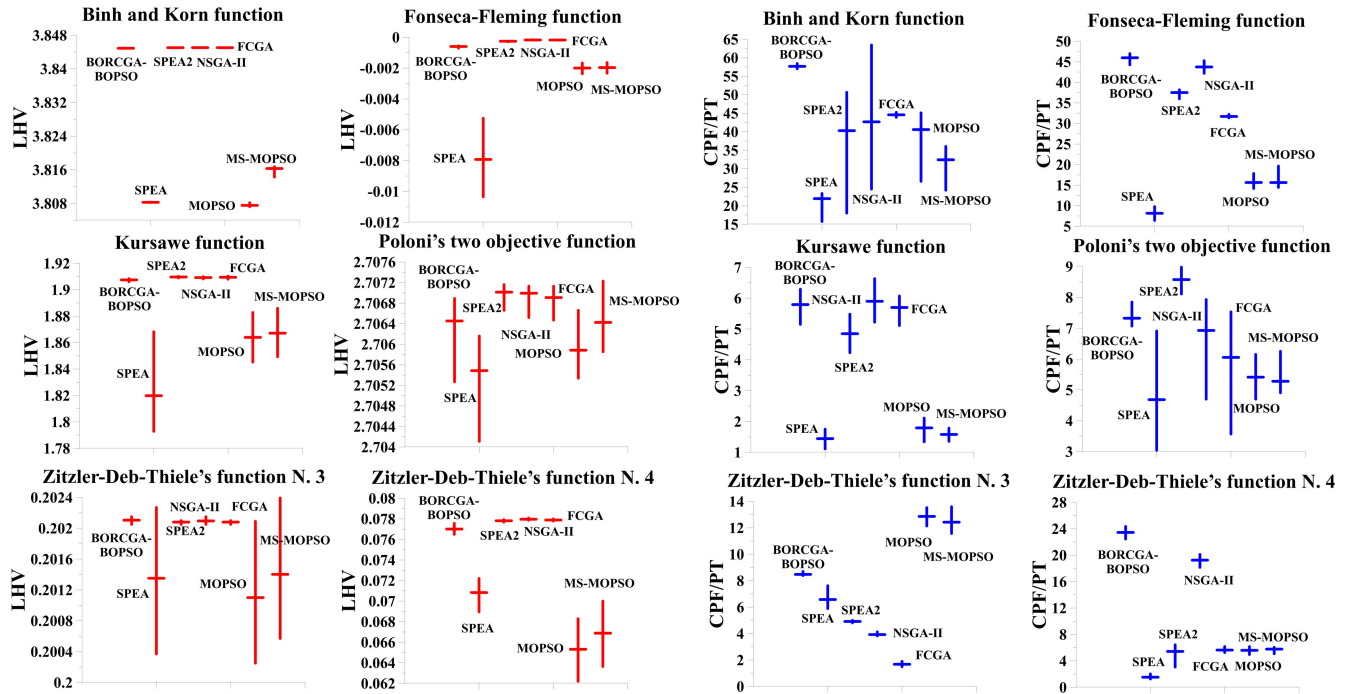 Binh and Korn function
LHV
3.848
3.84
3.832
3.824
3.816
3.808
BORCGA-
BOPSO
SPEA2
NSGA-II
FCGA
SPEA
MOPSO
MS-MOPSO
Fonseca-Fleming function
LHV
0
-0.002
-0.004
-0.006
-0.008
-0.01
-0.012
BORCGA-
BOPSO
SPEA2
NSGA-II
FCGA
SPEA
MOPSO
MS-MOPSO
Binh and Korn function
CPF/PT
65
60
55
50
45
40
35
30
25
20
15
BORCGA-
BOPSO
SPEA
SPEA2
NSGA-II
FCGA
MOPSO
MS-MOPSO
Fonseca-Fleming function
CPF/PT
50
45
40
35
30
25
20
15
10
5
BORCGA-
BOPSO
SPEA
SPEA2
NSGA-II
FCGA
MOPSO
MS-MOPSO
Kursawe function
LHV
1.92
1.9
1.88
1.86
1.84
1.82
1.8
1.78
BORCGA-
BOPSO
SPEA
SPEA2
NSGA-II
FCGA
MOPSO
MS-MOPSO
Poloni's two objective function
LHV
2.7076
2.7072
2.7068
2.7064
2.706
2.7056
2.7052
2.7048
2.7044
2.704
BORCGA-
BOPSO
SPEA
SPEA2
NSGA-II
FCGA
MOPSO
MS-MOPSO
Kursawe function
CPF/PT
7
6
5
4
3
2
1
BORCGA-
BOPSO
SPEA
SPEA2
NSGA-II
FCGA
MOPSO
MS-MOPSO
Poloni's two objective function
CPF/PT
9
8
7
6
5
4
3
BORCGA-
BOPSO
SPEA
SPEA2
NSGA-II
FCGA
MOPSO
MS-MOPSO
Zitzler-Deb-Thiele's function N. 3
LHV
0.2024
0.202
0.2016
0.2012
0.2008
0.2004
0.2
BORCGA-
BOPSO
SPEA
SPEA2
NSGA-II
FCGA
MOPSO
MS-MOPSO
Zitzler-Deb-Thiele's function N. 4
LHV
0.08
0.078
0.076
0.074
0.072
0.07
0.068
0.066
0.064
0.062
BORCGA-
BOPSO
SPEA
SPEA2
NSGA-II
FCGA
MOPSO
MS-MOPSO
Zitzler-Deb-Thiele's function N. 3
CPF/PT
14
12
10
8
6
4
2
0
BORCGA-
BOPSO
SPEA
SPEA2
NSGA-II
FCGA
MOPSO
MS-MOPSO
Zitzler-Deb-Thiele's function N. 4
CPF/PT
28
24
20
16
12
8
4
0
BORCGA-
BOPSO
SPEA
SPEA2
NSGA-II
FCGA
MOPSO
MS-MOPSO